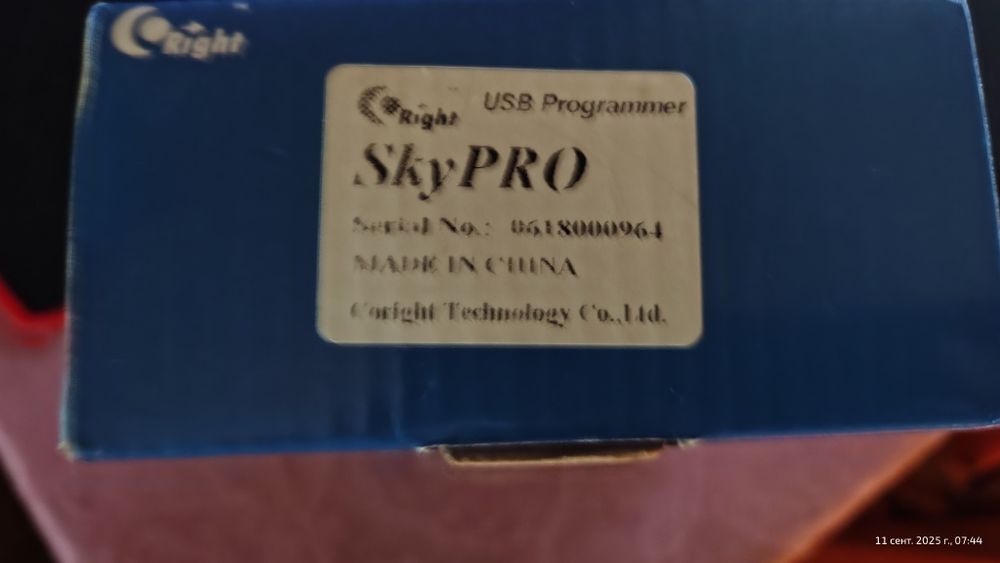 Right
Right USB Programmer
SkyPRO
Serial No.: 0618000964
MADE IN CHINA
Coright Technology Co.,Ltd.
11 сент. 2025 г., 07:44